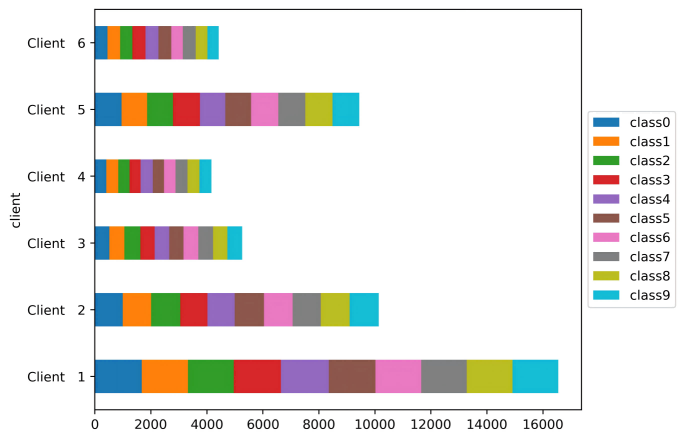 Client 6
Client 5
Client 4
Client 3
Client 2
Client 1
client
0 2000 4000 6000 8000 10000 12000 14000 16000
class0
class1
class2
class3
class4
class5
class6
class7
class8
class9